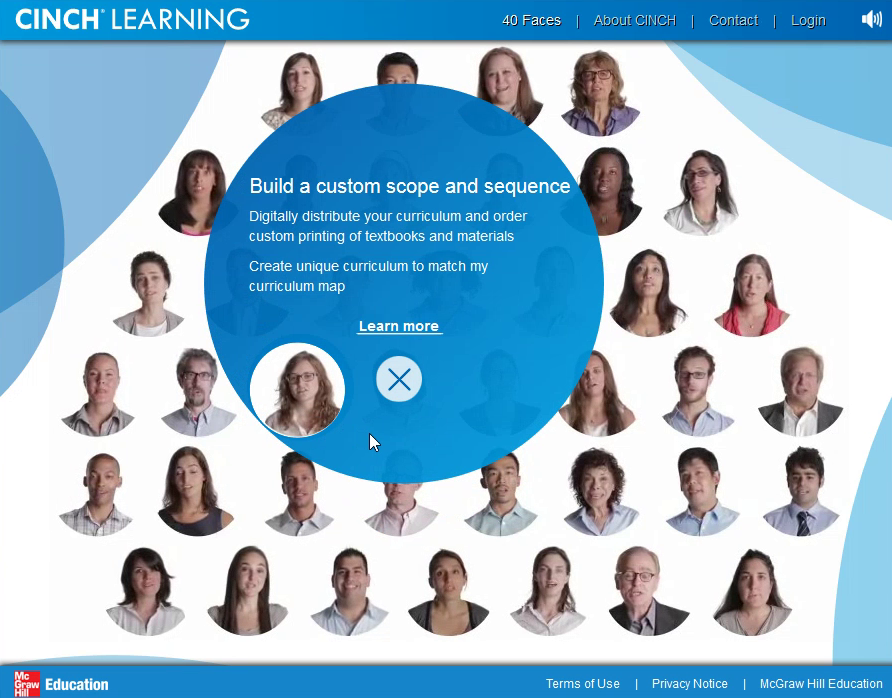 CINCH® LEARNING
40 Faces | About CINCH | Contact | Login
Build a custom scope and sequence
Digitally distribute your curriculum and order
custom printing of textbooks and materials
Create unique curriculum to match my
curriculum map
Learn more
Mc
Graw
Hill
Education
Terms of Use | Privacy Notice | McGraw Hill Education